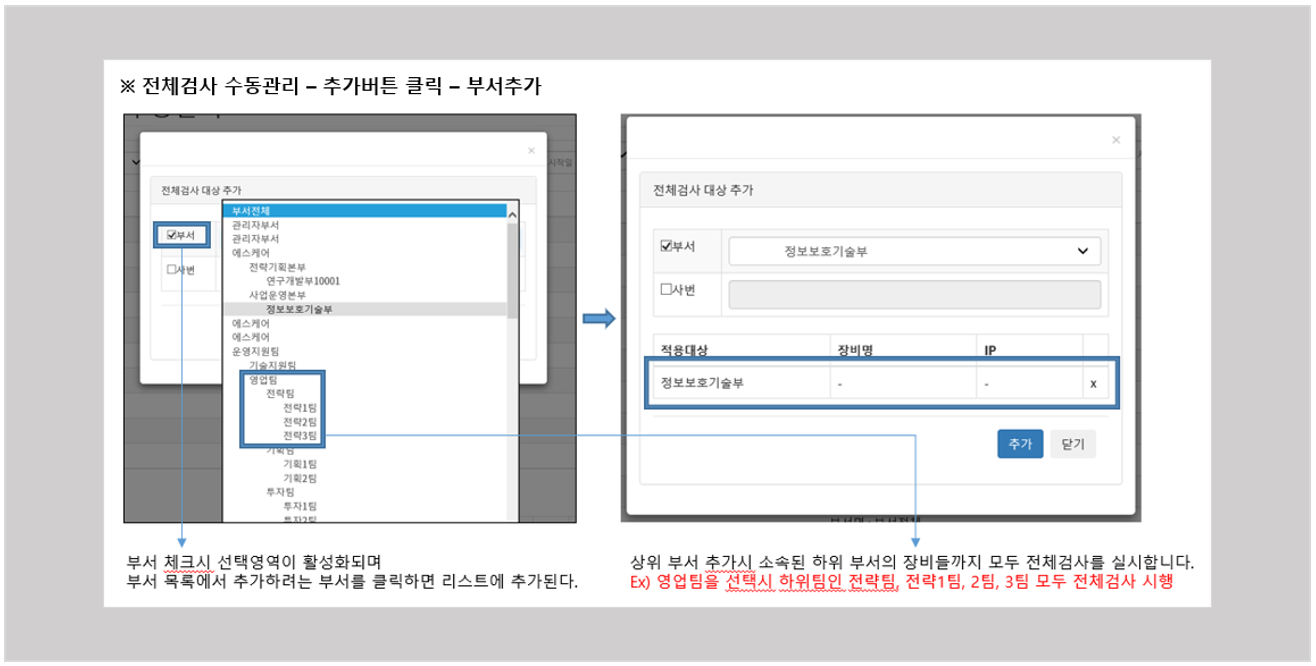 ※ 전체검사 수동관리 – 추가버튼 클릭 – 부서추가
×
시작일
전체검사 대상 추가
부서전체
관리자부서
부서
관리자부서
에스케어
사번
전략기획본부
연구개발부10001
사업운영본부
정보보호기술부
에스케어
에스케어
운영지원팀
기술지원팀
영업팀
전략팀
전략1팀
전략2팀
전략3팀
기획팀
기획1팀
기획2팀
투자팀
투자1팀
투자2팀
×
전체검사 대상 추가
부서 정보보호기술부
사번
적용대상 장비명 IP
정보보호기술부 - - x
추가 닫기
부서 체크시 선택영역이 활성화되며
부서 목록에서 추가하려는 부서를 클릭하면 리스트에 추가된다.
상위 부서 추가시 소속된 하위 부서의 장비들까지 모두 전체검사를 실시합니다.
Ex) 영업팀을 선택시 하위팀인 전략팀, 전략1팀, 2팀, 3팀 모두 전체검사 시행